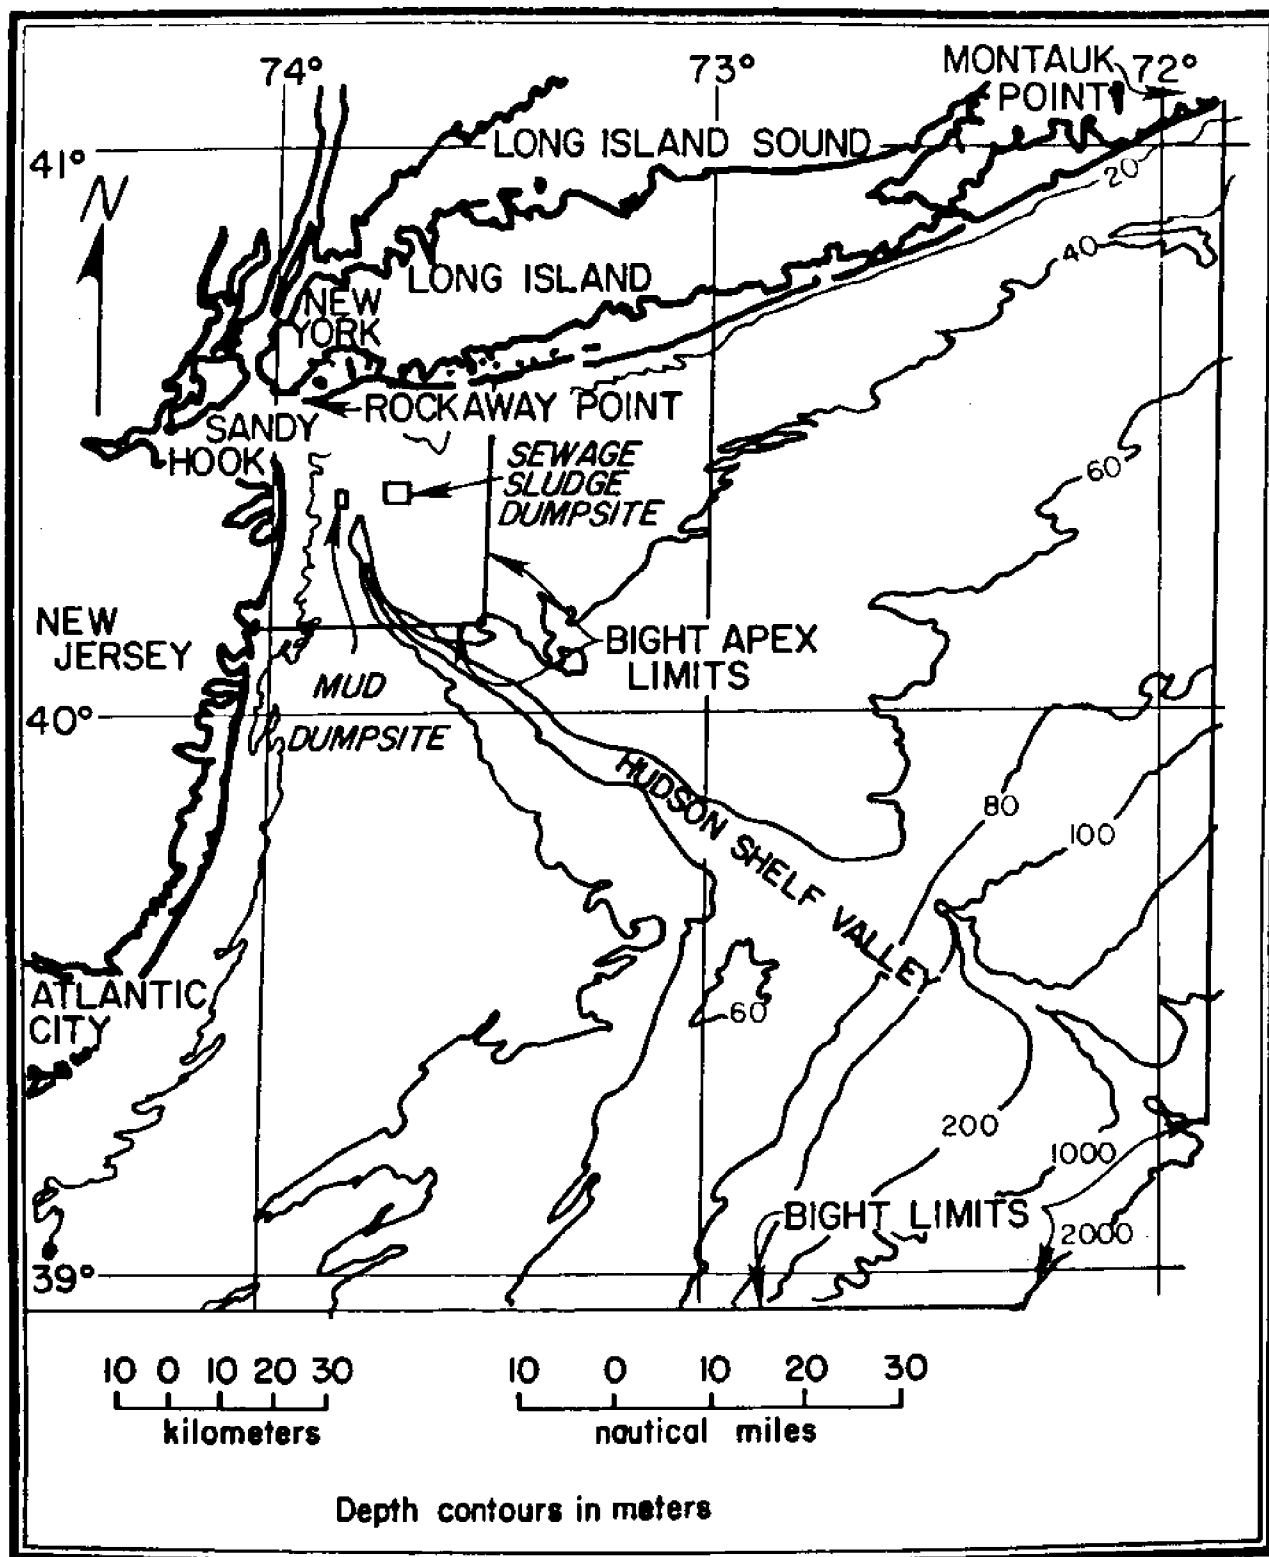 74°
73°
MONTAUK 72°
POINT
41°
LONG ISLAND SOUND
N
20
40
LONG ISLAND
NEW
YORK
ROCKAWAY POINT
SANDY
HOOK
SEWAGE
SLUDGE
DUMPSITE
60
NEW
JERSEY
BIGHT APEX
LIMITS
MUD
DUMPSITE
40°
HUDSON SHELF VALLEY
80
100
ATLANTIC
CITY
60
200
1000
BIGHT LIMITS
2000
39°
10 0 10 20 30
kilometers
10 0 10 20 30
nautical miles
Depth contours in meters